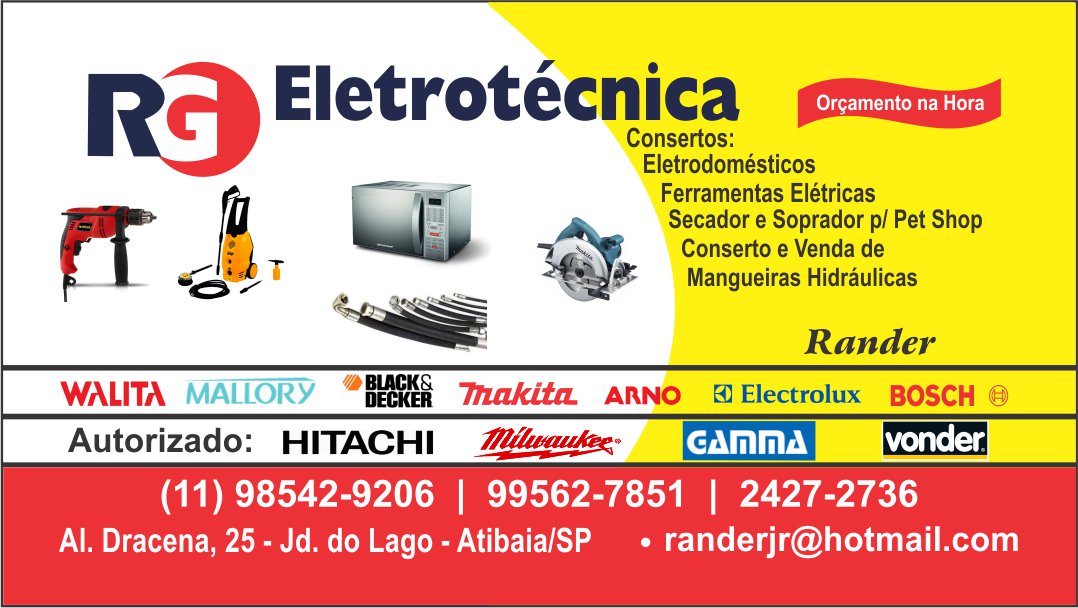 RG Eletrotécnica
Orçamento na Hora
Consertos:
Eletrodomésticos
Ferramentas Elétricas
Secador e Soprador p/ Pet Shop
Conserto e Venda de
Mangueiras Hidráulicas
Rander
WALITA MALLORY BLACK& DECKER makita ARNO Electrolux BOSCH
Autorizado: HITACHI Milwaukee GAMMA vonder
(11) 98542-9206 | 99562-7851 | 2427-2736
Al. Dracena, 25 - Jd. do Lago - Atibaia/SP • randerjr@hotmail.com